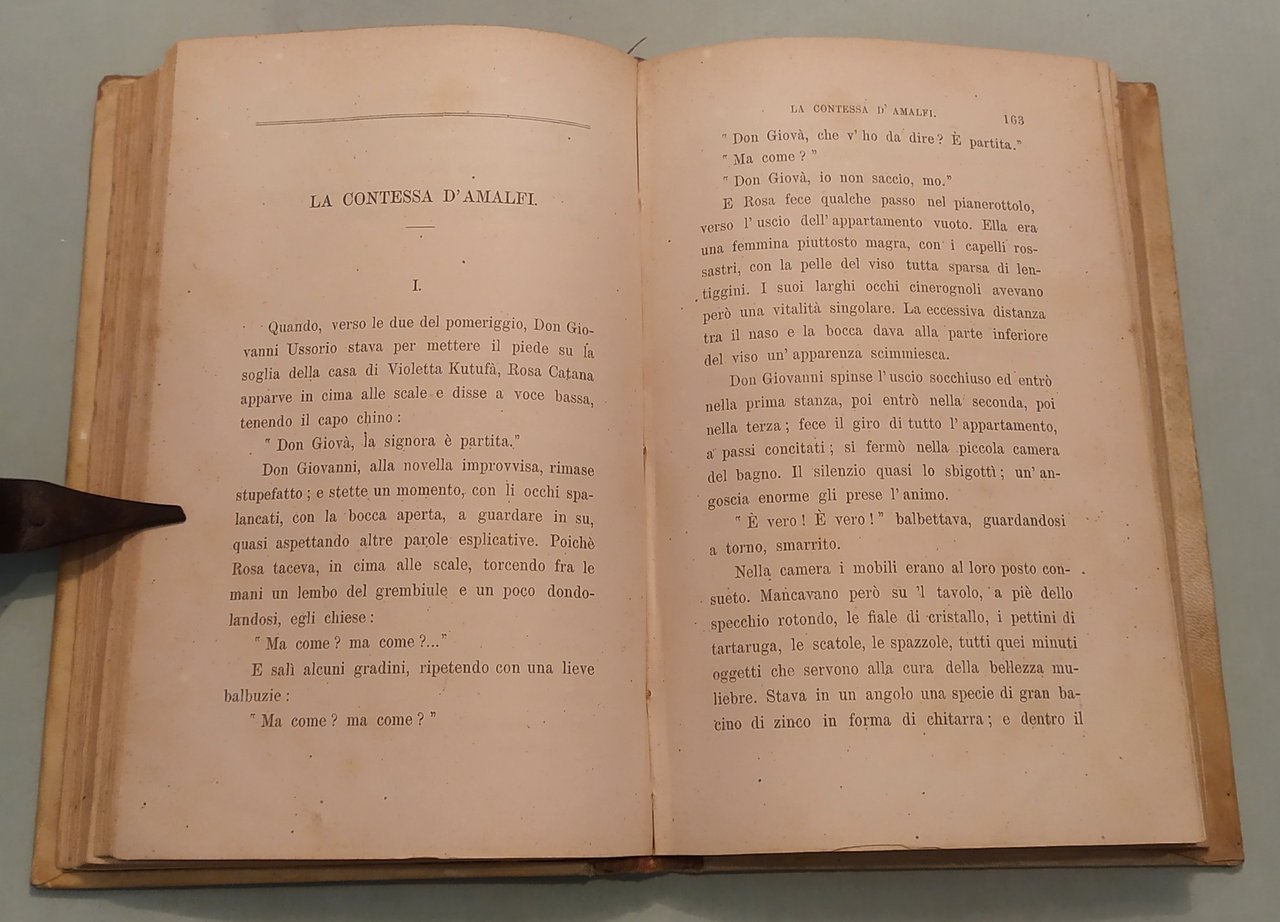 LA CONTESSA D'AMALFI.
I.
Quando, verso le due del pomeriggio, Don Gio-
vanni Ussorio stava per mettere il piede su la
soglia della casa di Violetta Kutufà, Rosa Catana
apparve in cima alle scale e disse a voce bassa,
tenendo il capo chino:
" Don Giovà, la signora è partita."
Don Giovanni, alla novella improvvisa, rimase
stupefatto; e stette un momento, con li occhi spa-
lancati, con la bocca aperta, a guardare in su,
quasi aspettando altre parole esplicative. Poichè
Rosa taceva, in cima alle scale, torcendo fra le
mani un lembo del grembiule e un poco dondo-
landosi, egli chiese:
" Ma come? ma come?..."
E salì alcuni gradini, ripetendo con una lieve
balbuzie:
" Ma come? ma come? "
LA CONTESSA D' AMALFI. 163
" Don Giovà, che v' ho da dire? È partita."
" Ma come? "
" Don Giovà, io non saccio, mo."
E Rosa fece qualche passo nel pianerottolo,
verso l' uscio dell' appartamento vuoto. Ella era
una femmina piuttosto magra, con i capelli ros-
sastri, con la pelle del viso tutta sparsa di len-
tiggini. I suoi larghi occhi cinerognoli avevano
però una vitalità singolare. La eccessiva distanza
tra il naso e la bocca dava alla parte inferiore
del viso un' apparenza scimmiesca.
Don Giovanni spinse l' uscio socchiuso ed entrò
nella prima stanza, poi entrò nella seconda, poi
nella terza; fece il giro di tutto l' appartamento,
a passi concitati; si fermò nella piccola camera
del bagno. Il silenzio quasi lo sbigottì; un' an-
goscia enorme gli prese l' animo.
" È vero! È vero! " balbettava, guardandosi
a torno, smarrito.
Nella camera i mobili erano al loro posto con-
sueto. Mancavano però su 'l tavolo, a piè dello
specchio rotondo, le fiale di cristallo, i pettini di
tartaruga, le scatole, le spazzole, tutti quei minuti
oggetti che servono alla cura della bellezza mu-
liebre. Stava in un angolo una specie di gran ba-
cino di zinco in forma di chitarra; e dentro il